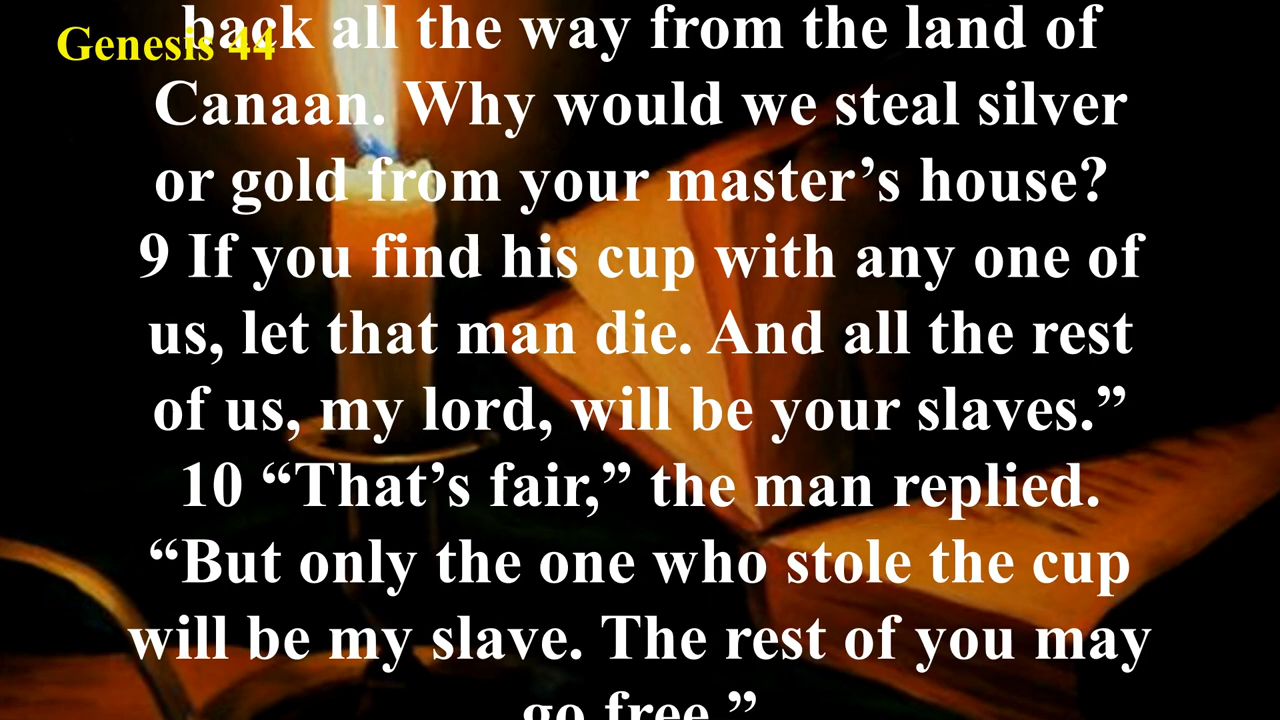 Genesis 44
back all the way from the land of
Canaan. Why would we steal silver
or gold from your master’s house?
9 If you find his cup with any one of
us, let that man die. And all the rest
of us, my lord, will be your slaves.”
10 “That’s fair,” the man replied.
“But only the one who stole the cup
will be my slave. The rest of you may
go free.”